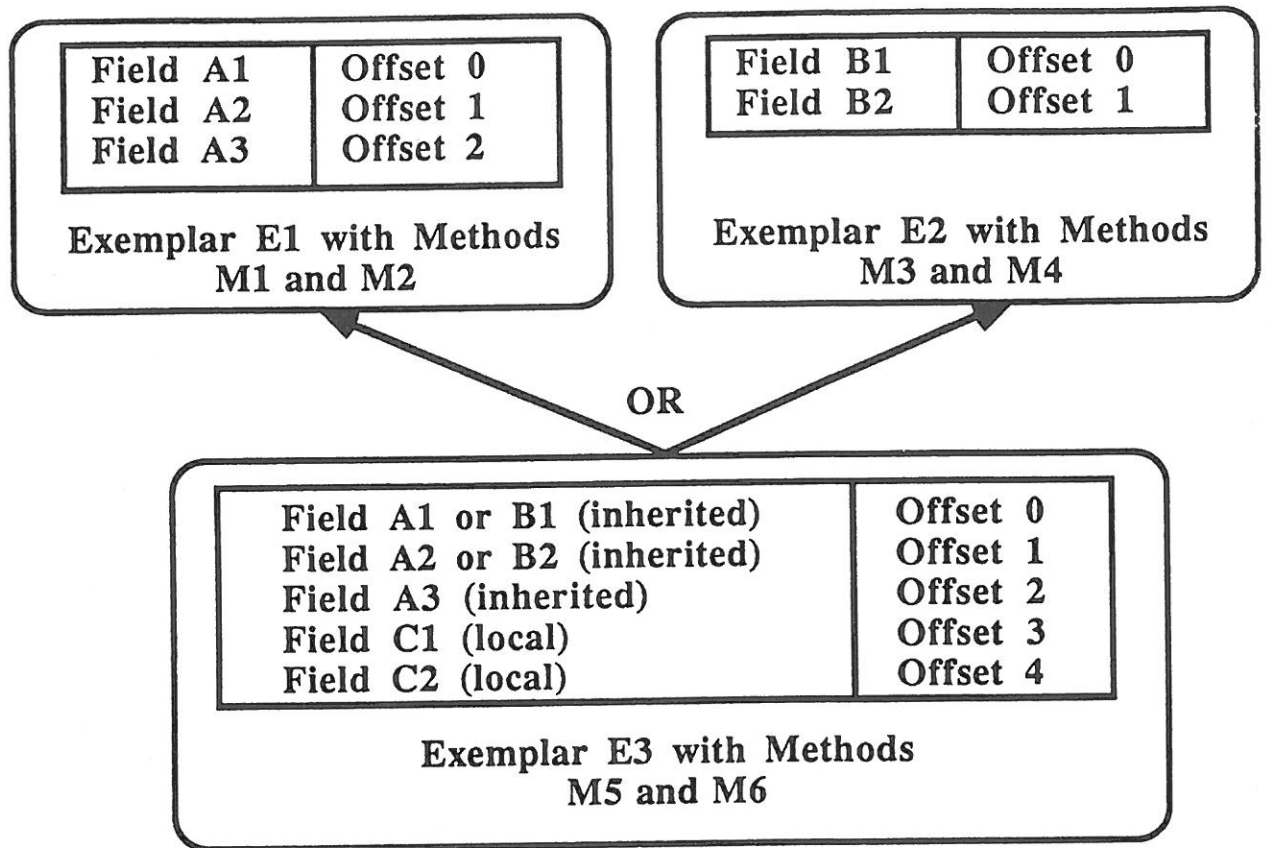 Field A1 Offset 0
Field A2 Offset 1
Field A3 Offset 2
Exemplar E1 with Methods
M1 and M2
Field B1 Offset 0
Field B2 Offset 1
Exemplar E2 with Methods
M3 and M4
OR
Field A1 or B1 (inherited) Offset 0
Field A2 or B2 (inherited) Offset 1
Field A3 (inherited) Offset 2
Field C1 (local) Offset 3
Field C2 (local) Offset 4
Exemplar E3 with Methods
M5 and M6